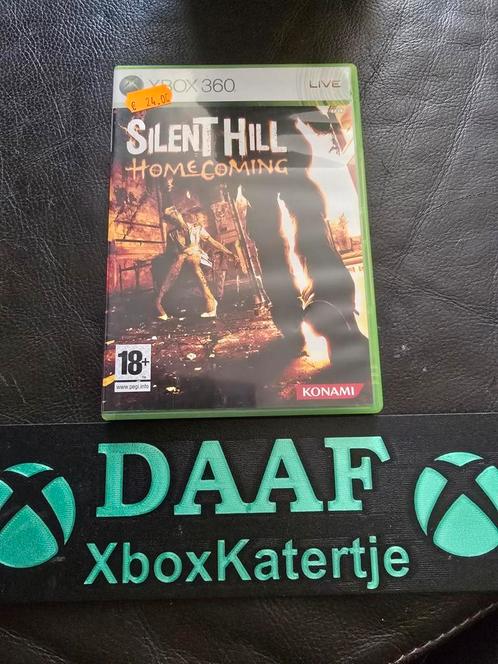 XBOX 360
LIVE
€ 24.00
SILENT HILL
HOMECOMING
18+
www.pegi.info
KONAMI
DAAF
XboxKatertje